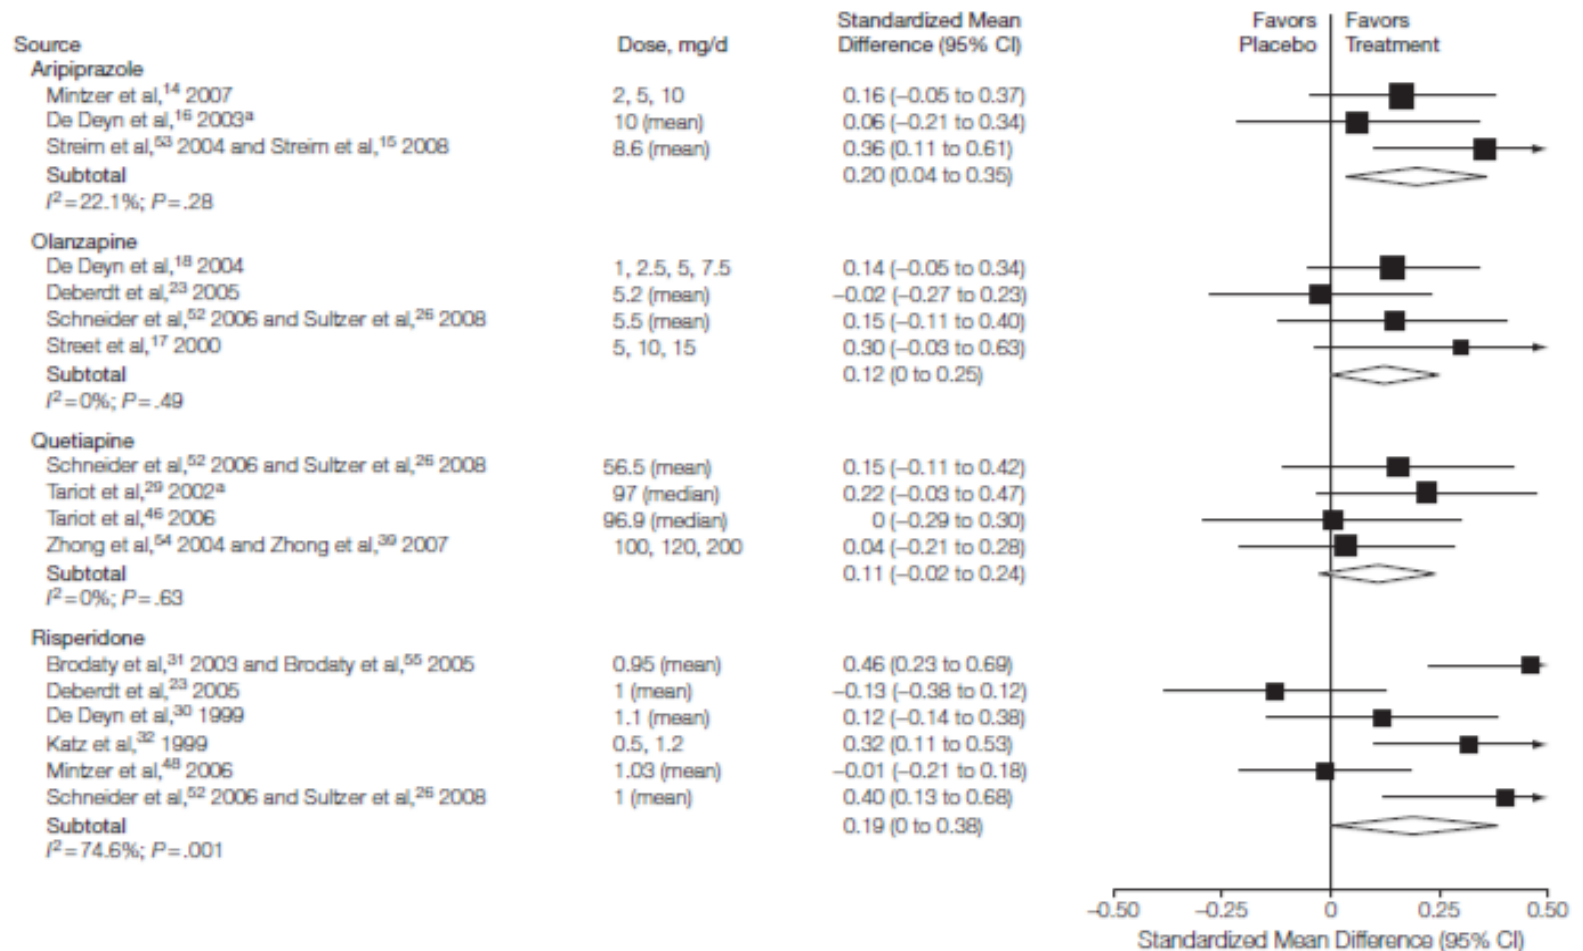 Source Dose, mg/d Standardized Mean Difference (95% CI) Favors Placebo Favors Treatment
Aripiprazole
Mintzer et al,¹⁴ 2007 2, 5, 10 0.16 (−0.05 to 0.37)
De Deyn et al,¹⁶ 2003ᵃ 10 (mean) 0.06 (−0.21 to 0.34)
Streim et al,⁵³ 2004 and Streim et al,¹⁵ 2008 8.6 (mean) 0.36 (0.11 to 0.61)
Subtotal 0.20 (0.04 to 0.35)
I²=22.1%; P=.28
Olanzapine
De Deyn et al,¹⁸ 2004 1, 2.5, 5, 7.5 0.14 (−0.05 to 0.34)
Deberdt et al,²³ 2005 5.2 (mean) −0.02 (−0.27 to 0.23)
Schneider et al,⁵² 2006 and Sultzer et al,²⁶ 2008 5.5 (mean) 0.15 (−0.11 to 0.40)
Street et al,¹⁷ 2000 5, 10, 15 0.30 (−0.03 to 0.63)
Subtotal 0.12 (0 to 0.25)
I²=0%; P=.49
Quetiapine
Schneider et al,⁵² 2006 and Sultzer et al,²⁶ 2008 56.5 (mean) 0.15 (−0.11 to 0.42)
Tariot et al,²⁹ 2002ᵃ 97 (median) 0.22 (−0.03 to 0.47)
Tariot et al,⁴⁶ 2006 96.9 (median) 0 (−0.29 to 0.30)
Zhong et al,⁵⁴ 2004 and Zhong et al,³⁹ 2007 100, 120, 200 0.04 (−0.21 to 0.28)
Subtotal 0.11 (−0.02 to 0.24)
I²=0%; P=.63
Risperidone
Brodaty et al,³¹ 2003 and Brodaty et al,⁵⁵ 2005 0.95 (mean) 0.46 (0.23 to 0.69)
Deberdt et al,²³ 2005 1 (mean) −0.13 (−0.38 to 0.12)
De Deyn et al,³⁰ 1999 1.1 (mean) 0.12 (−0.14 to 0.38)
Katz et al,³² 1999 0.5, 1.2 0.32 (0.11 to 0.53)
Mintzer et al,⁴⁸ 2006 1.03 (mean) −0.01 (−0.21 to 0.18)
Schneider et al,⁵² 2006 and Sultzer et al,²⁶ 2008 1 (mean) 0.40 (0.13 to 0.68)
Subtotal 0.19 (0 to 0.38)
I²=74.6%; P=.001
−0.50 −0.25 0 0.25 0.50
Standardized Mean Difference (95% CI)